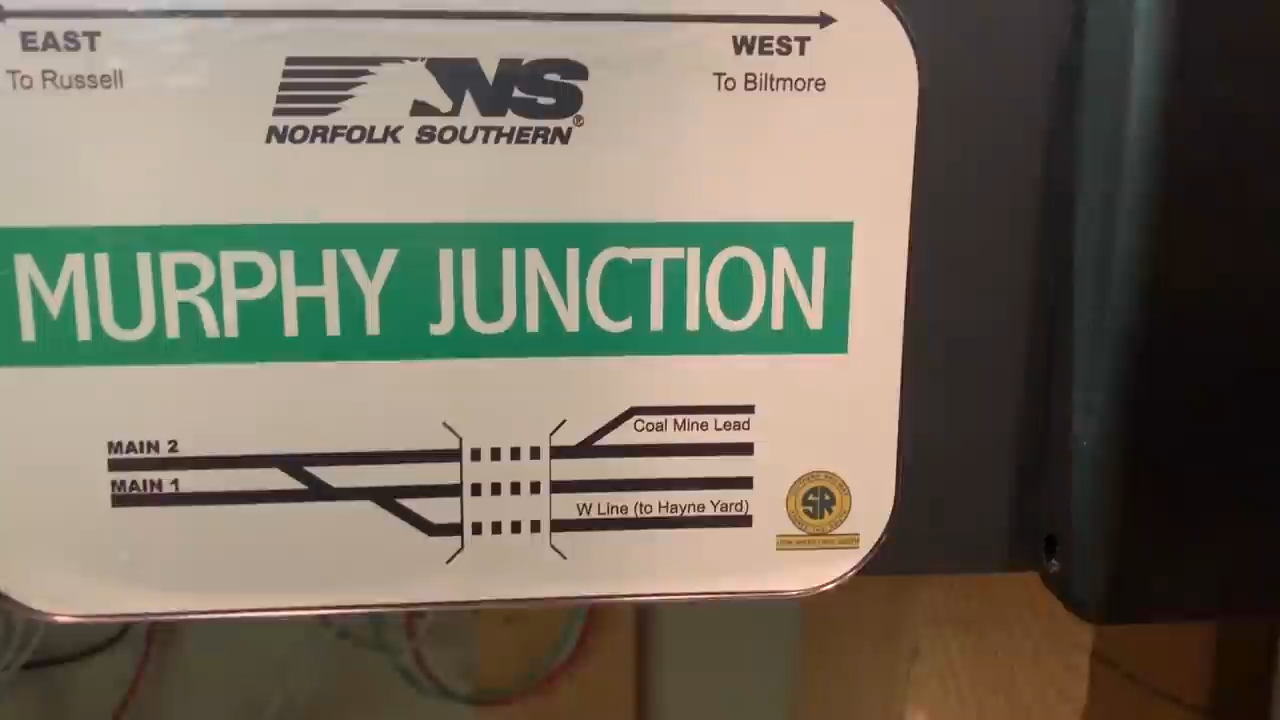 EAST
To Russell
WEST
To Biltmore
NS®
NORFOLK SOUTHERN
MURPHY JUNCTION
MAIN 2
MAIN 1
Coal Mine Lead
W Line (to Hayne Yard)
SR